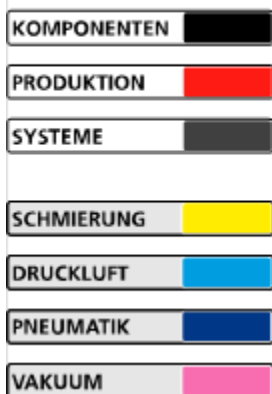 KOMPONENTEN
PRODUKTION
SYSTEME
SCHMIERUNG
DRUCKLUFT
PNEUMATIK
VAKUUM